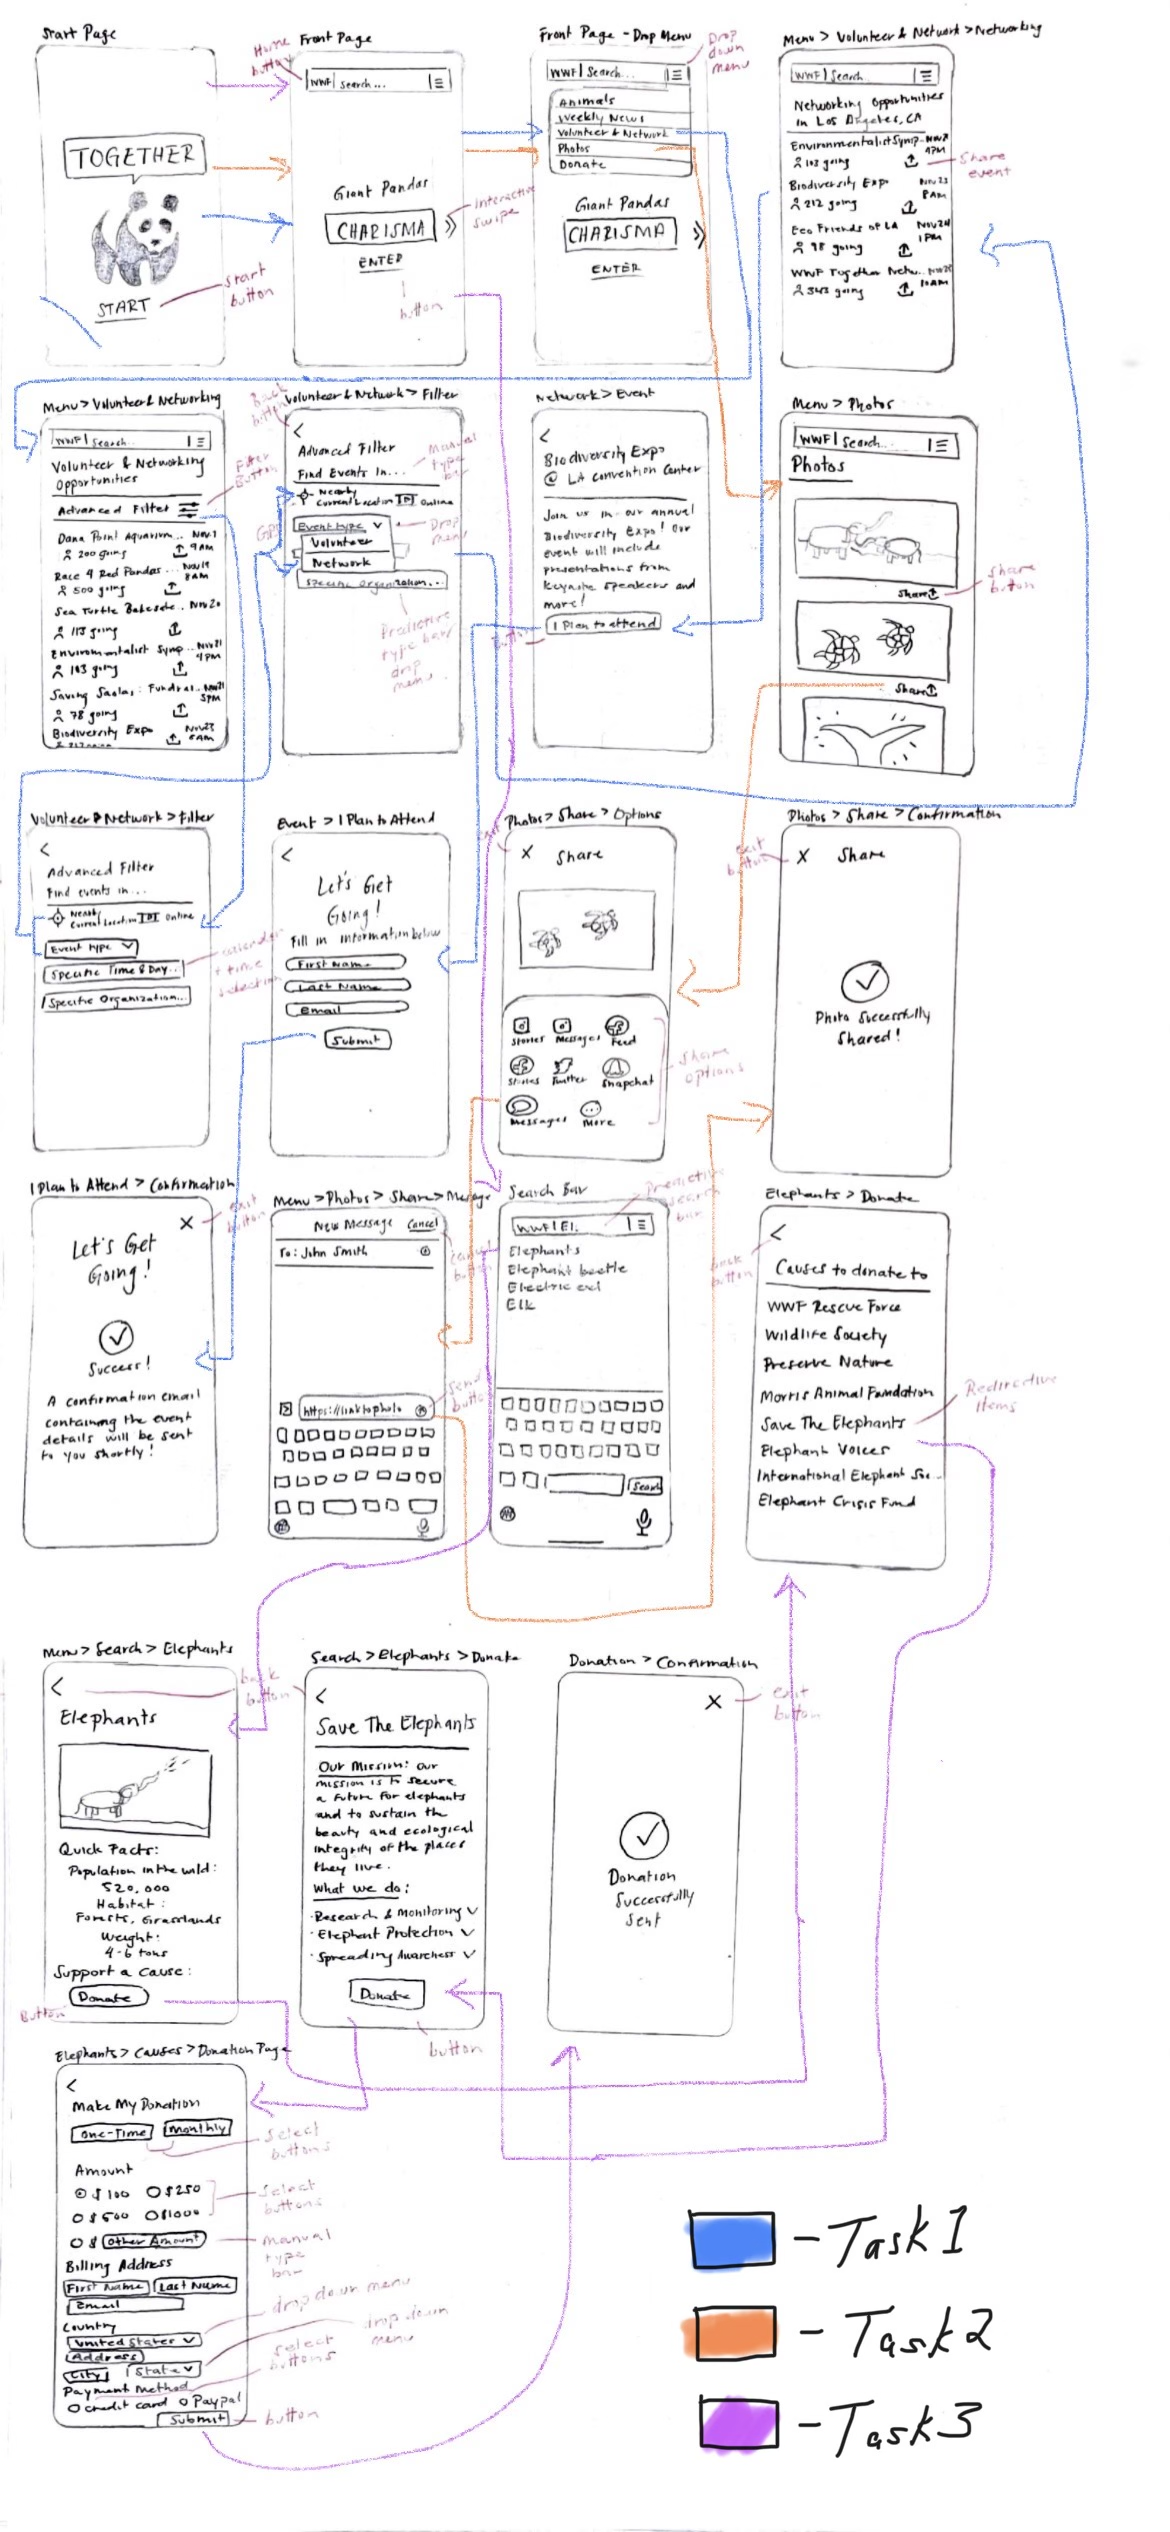 Start Page
TOGETHER
START
start button
Home button
Front Page
WWF | Search...
Giant Pandas
CHARISMA
ENTER
Interactive swipe
button
Front Page - Drop Menu
Drop down menu
WWF | Search...
Animals
Weekly News
Volunteer & Network
Photos
Donate
Giant Pandas
CHARISMA
ENTER
Menu > Volunteer & Network > Networking
WWF | Search
Networking Opportunities
in Los Angeles, CA
Environmentalist Symp...
4PM
103 going
Share event
Biodiversity Expo Nov 23
8AM
212 going
Eco Friends of LA Nov 24
1PM
98 going
WWF Together Netw..
10AM
343 going
Menu > Volunteer & Networking
WWF | Search..
Volunteer & Networking
Opportunities
Advanced Filter
Filter Button
Dana Point Aquarium... Nov 1
200 going 9AM
Race 4 Red Pandas ... Nov 19
8AM
500 going
Sea Turtle Bakesale.. Nov 20
113 going
Environmentalist Symp... Nov 21
4PM
103 going
Saving Saolas: Fundrai.. Nov 21
5PM
78 going
Biodiversity Expo Nov 23
8AM
Volunteer & Network > Filter
Back button
<
Advanced Filter
Find Events In...
Manual type bar
Nearby
Current Location Online
GPS
Event type
Drop menu
Volunteer
Network
Specific Organization...
Predictive type bar/ drop menu
Network > Event
<
Biodiversity Expo
@ LA convention Center
Join us in our annual
Biodiversity Expo! Our
event will include
presentations from
keynote speakers and
more!
I Plan to attend
Button
Menu > Photos
WWF | Search
Photos
Share
Share button
Share
Volunteer & Network > Filter
<
Advanced Filter
Find events in...
Nearby
Current Location Online
Event type
Specific Time & Day..
Specific Organization...
calendar + time selection
Event > I Plan to Attend
<
Let's Get
Going!
Fill in information below
First Name
Last Name
Email
Submit
Photos > Share > Options
X Share
Stories Messages Feed
Stories Twitter Snapchat
Messages More
Share options
Photos > Share > Confirmation
exit button
X Share
Photo Successfully
Shared!
I Plan to Attend > Confirmation
X
exit button
Let's Get
Going!
Success!
A confirmation email
containing the event
details will be sent
to you shortly!
Menu > Photos > Share > Message
New Message Cancel
cancel button
To: John Smith
https://linktophoto
Send button
Search Bar
Predictive search bar
WWF | El.
Elephants
Elephant beetle
Electric eel
Elk
Search
Elephants > Donate
back button
<
Causes to donate to
WWF Rescue Force
Wildlife Society
Preserve Nature
Morris Animal Foundation
Save The Elephants
Elephant Voices
International Elephant Soc..
Elephant Crisis Fund
Redirective items
Menu > Search > Elephants
<
back button
Elephants
Quick Facts:
Population in the wild:
520,000
Habitat:
Forests, Grasslands
Weight:
4-6 tons
Support a cause:
Donate
Button
Search > Elephants > Donate
<
Save The Elephants
Our Mission: our
mission is to secure
a future for elephants
and to sustain the
beauty and ecological
integrity of the places
they live.
What we do:
· Research & Monitoring
· Elephant Protection
· Spreading Awareness
Donate
button
Donation > Confirmation
X
exit button
Donation
Successfully
Sent
Elephants > Causes > Donation Page
<
Make My Donation
One-Time Monthly
select buttons
Amount
$100 $250
$500 $1000
select buttons
$ Other Amount
manual type bar
Billing Address
First Name Last Name
Email
Country
United States
drop down menu
Address
City State
drop down menu
Payment Method
credit card Paypal
select buttons
Submit
button
- Task 1
- Task 2
- Task 3